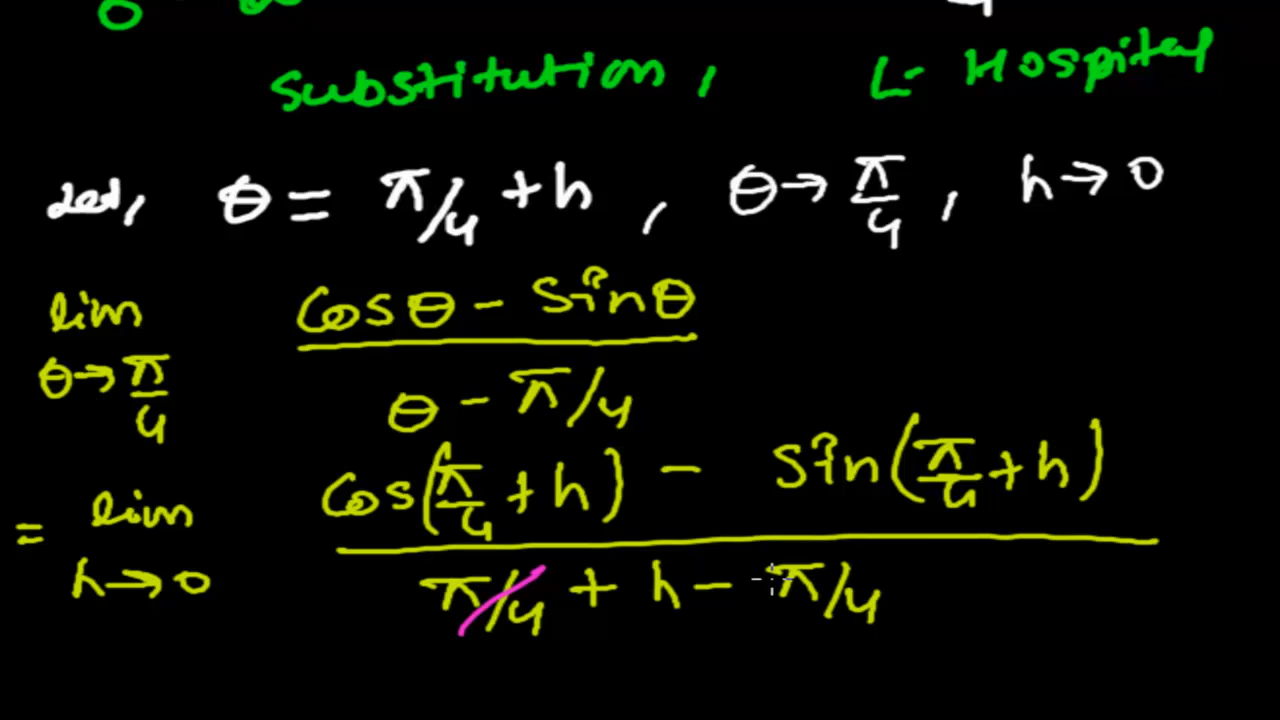 substitution, L- Hospital
Let, θ = π/4 + h, θ→π/4, h→0
lim θ→π/4 (cosθ - sinθ)/(θ - π/4)
= lim h→0 (cos(π/4 + h) - sin(π/4 + h))/(π/4 + h - π/4)